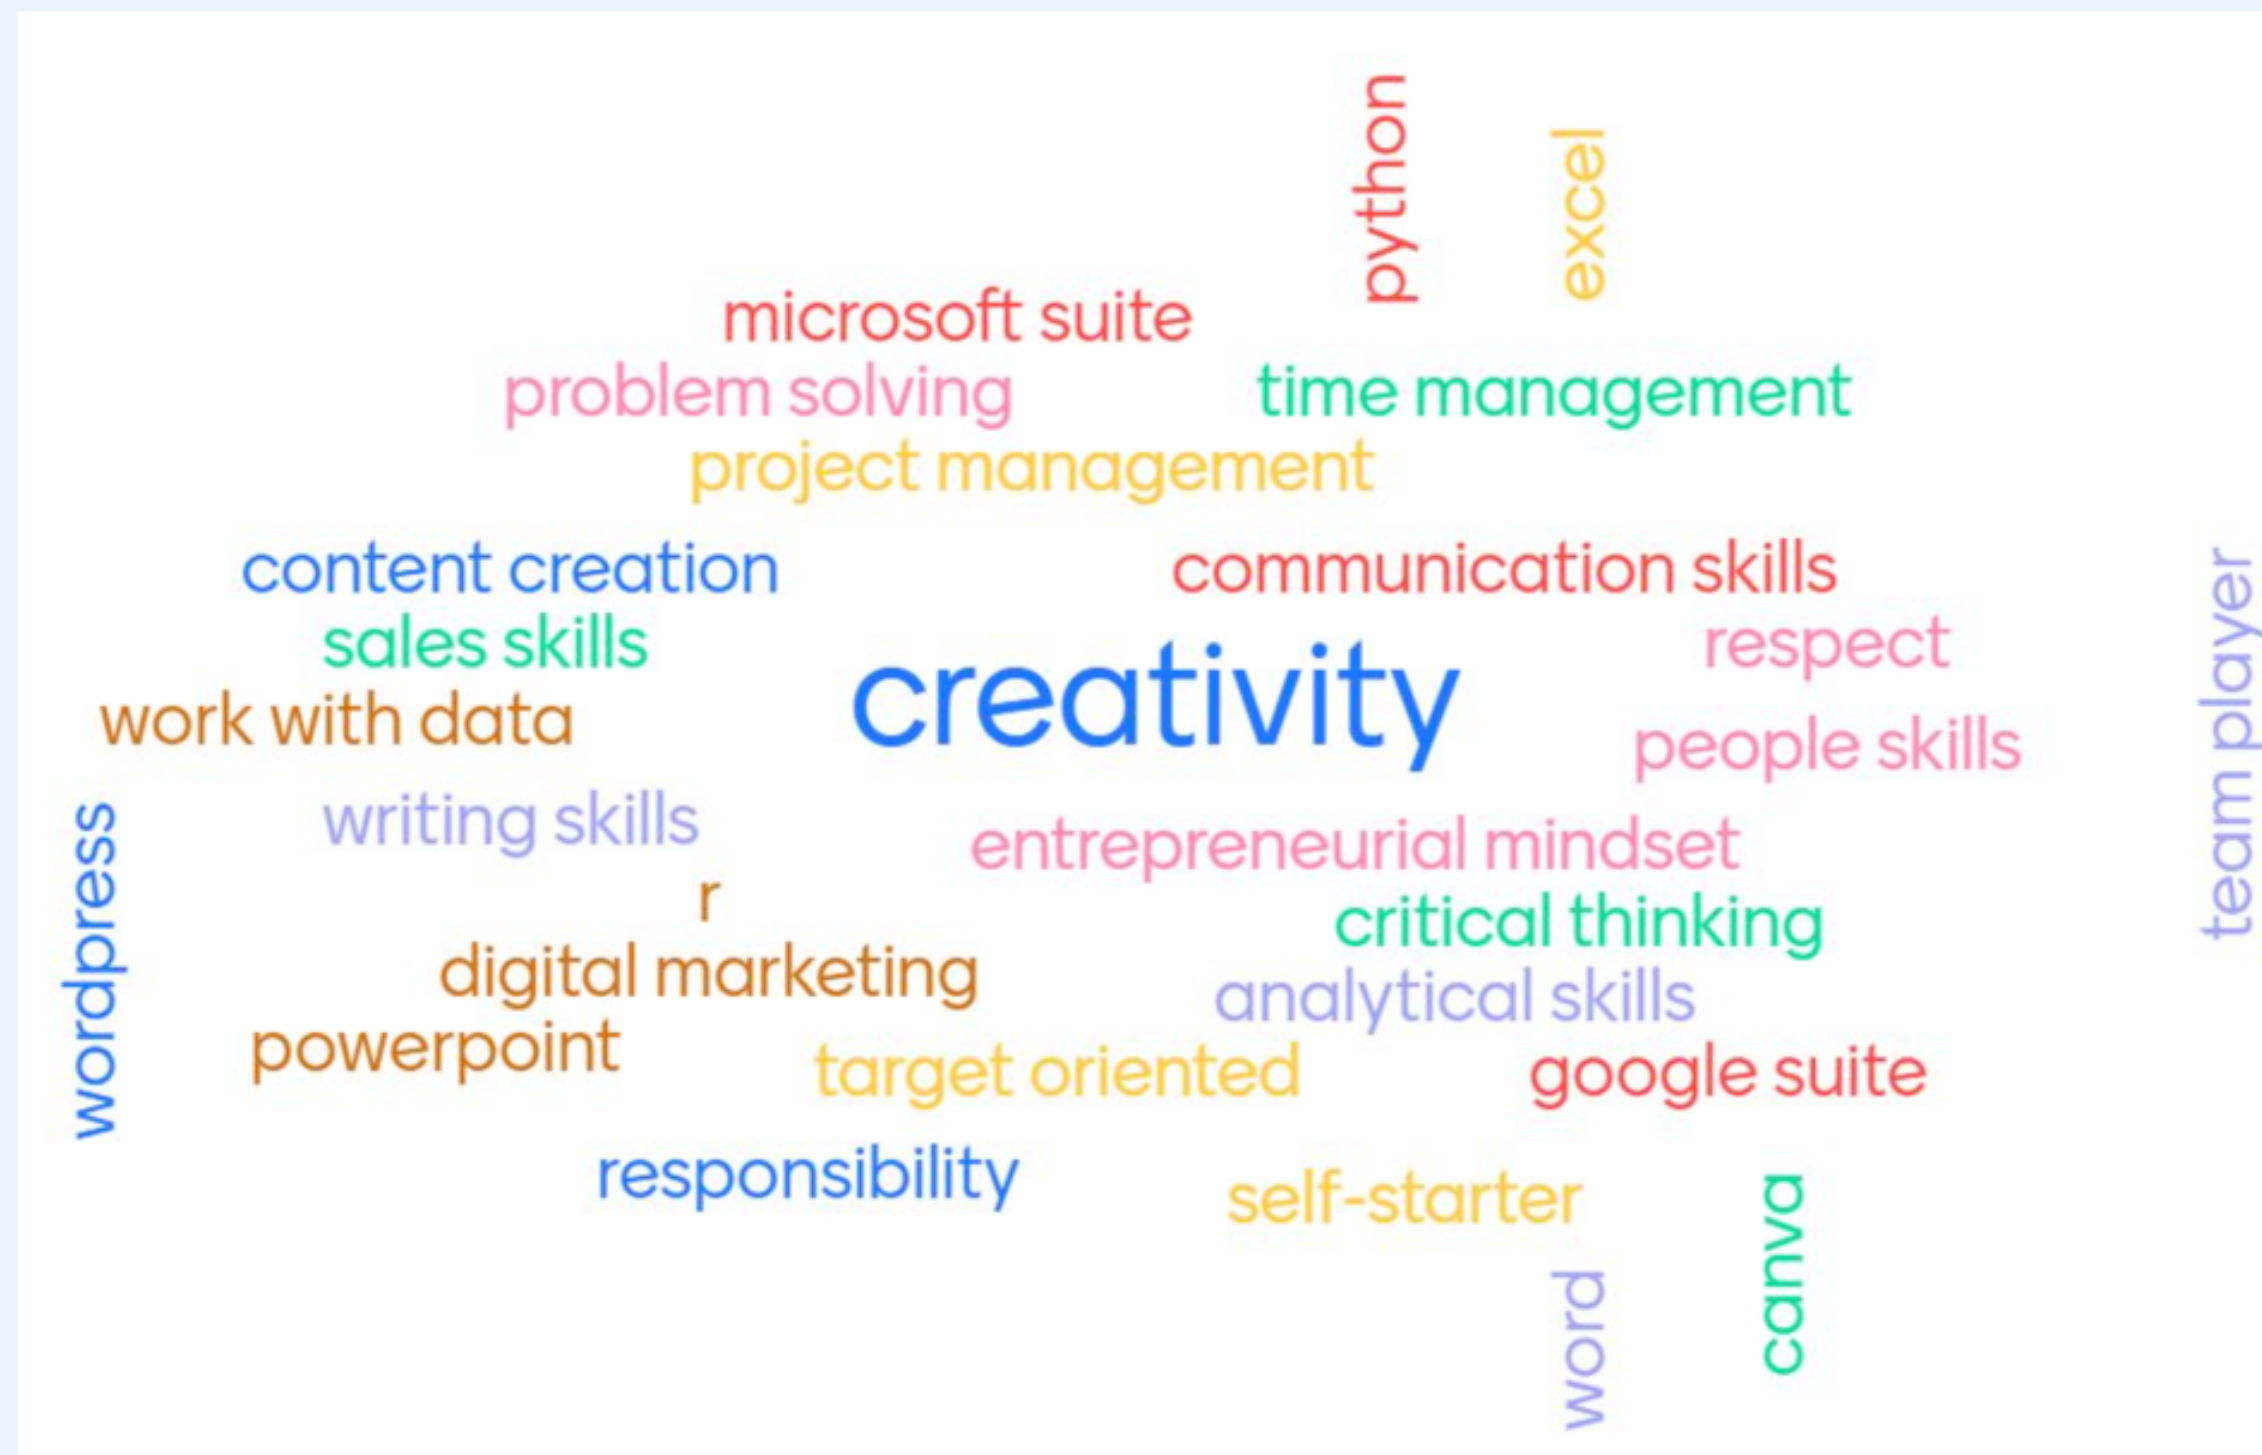 python
excel
microsoft suite
problem solving
time management
project management
content creation
communication skills
sales skills
respect
creativity
work with data
people skills
team player
writing skills
entrepreneurial mindset
wordpress
r
critical thinking
digital marketing
analytical skills
powerpoint
target oriented
google suite
responsibility
self-starter
canva
word